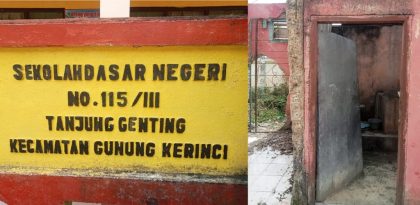 SEKOLAHDASAR NEGERI
NO.115/III
TANJUNG GENTING
KECAMATAN GUNUNG KERINCI